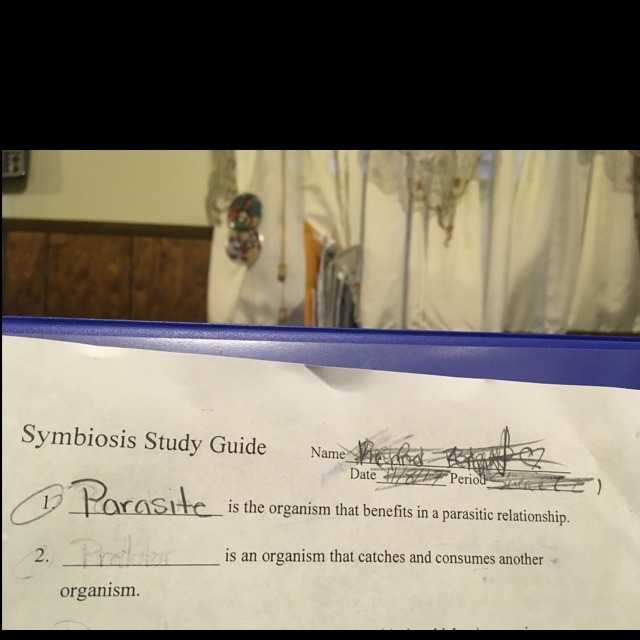 Symbiosis Study Guide
Name
Date Period
1. Parasite is the organism that benefits in a parasitic relationship.
2. Predator is an organism that catches and consumes another
organism.